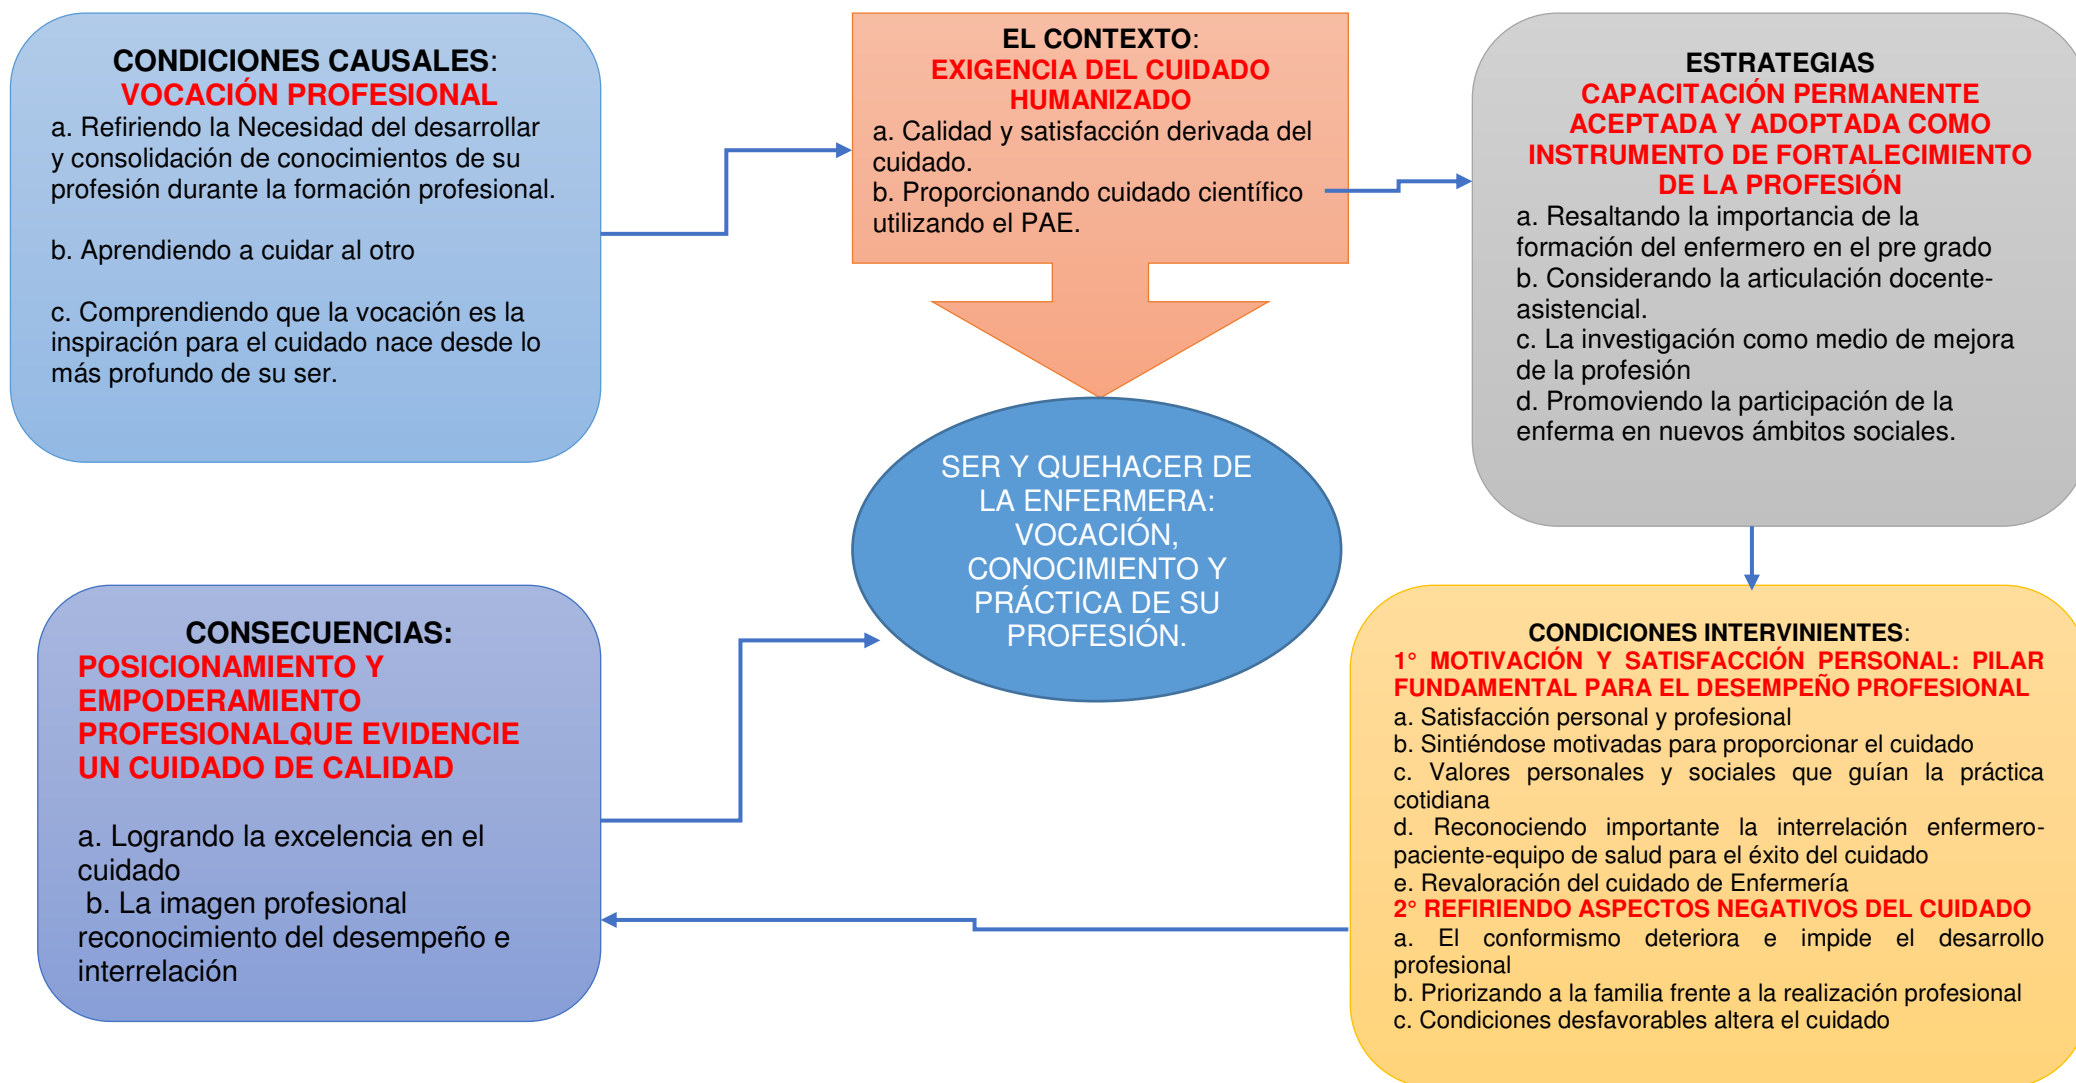 CONDICIONES CAUSALES:
VOCACIÓN PROFESIONAL
a. Refiriendo la Necesidad del desarrollar
y consolidación de conocimientos de su
profesión durante la formación profesional.
b. Aprendiendo a cuidar al otro
c. Comprendiendo que la vocación es la
inspiración para el cuidado nace desde lo
más profundo de su ser.
EL CONTEXTO:
EXIGENCIA DEL CUIDADO
HUMANIZADO
a. Calidad y satisfacción derivada del
cuidado.
b. Proporcionando cuidado científico
utilizando el PAE.
ESTRATEGIAS
CAPACITACIÓN PERMANENTE
ACEPTADA Y ADOPTADA COMO
INSTRUMENTO DE FORTALECIMIENTO
DE LA PROFESIÓN
a. Resaltando la importancia de la
formación del enfermero en el pre grado
b. Considerando la articulación docente-
asistencial.
c. La investigación como medio de mejora
de la profesión
d. Promoviendo la participación de la
enferma en nuevos ámbitos sociales.
SER Y QUEHACER DE
LA ENFERMERA:
VOCACIÓN,
CONOCIMIENTO Y
PRÁCTICA DE SU
PROFESIÓN.
CONSECUENCIAS:
POSICIONAMIENTO Y
EMPODERAMIENTO
PROFESIONALQUE EVIDENCIE
UN CUIDADO DE CALIDAD
a. Logrando la excelencia en el
cuidado
b. La imagen profesional
reconocimiento del desempeño e
interrelación
CONDICIONES INTERVINIENTES:
1° MOTIVACIÓN Y SATISFACCIÓN PERSONAL: PILAR
FUNDAMENTAL PARA EL DESEMPEÑO PROFESIONAL
a. Satisfacción personal y profesional
b. Sintiéndose motivadas para proporcionar el cuidado
c. Valores personales y sociales que guían la práctica
cotidiana
d. Reconociendo importante la interrelación enfermero-
paciente-equipo de salud para el éxito del cuidado
e. Revaloración del cuidado de Enfermería
2° REFIRIENDO ASPECTOS NEGATIVOS DEL CUIDADO
a. El conformismo deteriora e impide el desarrollo
profesional
b. Priorizando a la familia frente a la realización profesional
c. Condiciones desfavorables altera el cuidado